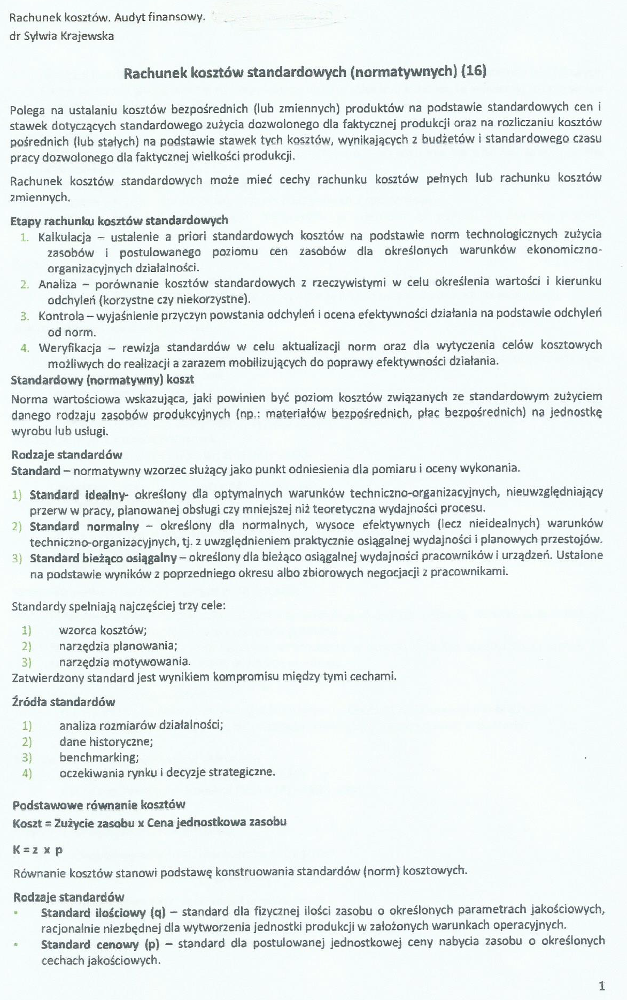 Rachunek kosztów. Audyt finansowy.
dr Sylwia Krajewska
Rachunek kosztów standardowych (normatywnych) (16)
Polega na ustalaniu kosztów bezpośrednich (lub zmiennych) produktów na podstawie standardowych cen i
stawek dotyczących standardowego zużycia dozwolonego dla faktycznej produkcji oraz na rozliczaniu kosztów
pośrednich (lub stałych) na podstawie stawek tych kosztów, wynikających z budżetów i standardowego czasu
pracy dozwolonego dla faktycznej wielkości produkcji.
Rachunek kosztów standardowych może mieć cechy rachunku kosztów pełnych lub rachunku kosztów
zmiennych.
Etapy rachunku kosztów standardowych
1. Kalkulacja – ustalenie a priori standardowych kosztów na podstawie norm technologicznych zużycia
zasobów i postulowanego poziomu cen zasobów dla określonych warunków ekonomiczno-
organizacyjnych działalności.
2. Analiza – porównanie kosztów standardowych z rzeczywistymi w celu określenia wartości i kierunku
odchyleń (korzystne czy niekorzystne).
3. Kontrola – wyjaśnienie przyczyn powstania odchyleń i ocena efektywności działania na podstawie odchyleń
od norm.
4. Weryfikacja – rewizja standardów w celu aktualizacji norm oraz dla wytyczenia celów kosztowych
możliwych do realizacji a zarazem mobilizujących do poprawy efektywności działania.
Standardowy (normatywny) koszt
Norma wartościowa wskazująca, jaki powinien być poziom kosztów związanych ze standardowym zużyciem
danego rodzaju zasobów produkcyjnych (np.: materiałów bezpośrednich, płac bezpośrednich) na jednostkę
wyrobu lub usługi.
Rodzaje standardów
Standard – normatywny wzorzec służący jako punkt odniesienia dla pomiaru i oceny wykonania.
1) Standard idealny- określony dla optymalnych warunków techniczno-organizacyjnych, nieuwzględniający
przerw w pracy, planowanej obsługi czy mniejszej niż teoretyczna wydajności procesu.
2) Standard normalny – określony dla normalnych, wysoce efektywnych (lecz nieidealnych) warunków
techniczno-organizacyjnych, tj. z uwzględnieniem praktycznie osiągalnej wydajności i planowych przestojów.
3) Standard bieżąco osiągalny – określony dla bieżąco osiągalnej wydajności pracowników i urządzeń. Ustalone
na podstawie wyników z poprzedniego okresu albo zbiorowych negocjacji z pracownikami.
Standardy spełniają najczęściej trzy cele:
1) wzorca kosztów;
2) narzędzia planowania;
3) narzędzia motywowania.
Zatwierdzony standard jest wynikiem kompromisu między tymi cechami.
Źródła standardów
1) analiza rozmiarów działalności;
2) dane historyczne;
3) benchmarking;
4) oczekiwania rynku i decyzje strategiczne.
Podstawowe równanie kosztów
Koszt = Zużycie zasobu x Cena jednostkowa zasobu
K = z x p
Równanie kosztów stanowi podstawę konstruowania standardów (norm) kosztowych.
Rodzaje standardów
• Standard ilościowy (q) – standard dla fizycznej ilości zasobu o określonych parametrach jakościowych,
racjonalnie niezbędnej dla wytworzenia jednostki produkcji w założonych warunkach operacyjnych.
• Standard cenowy (p) – standard dla postulowanej jednostkowej ceny nabycia zasobu o określonych
cechach jakościowych.
1